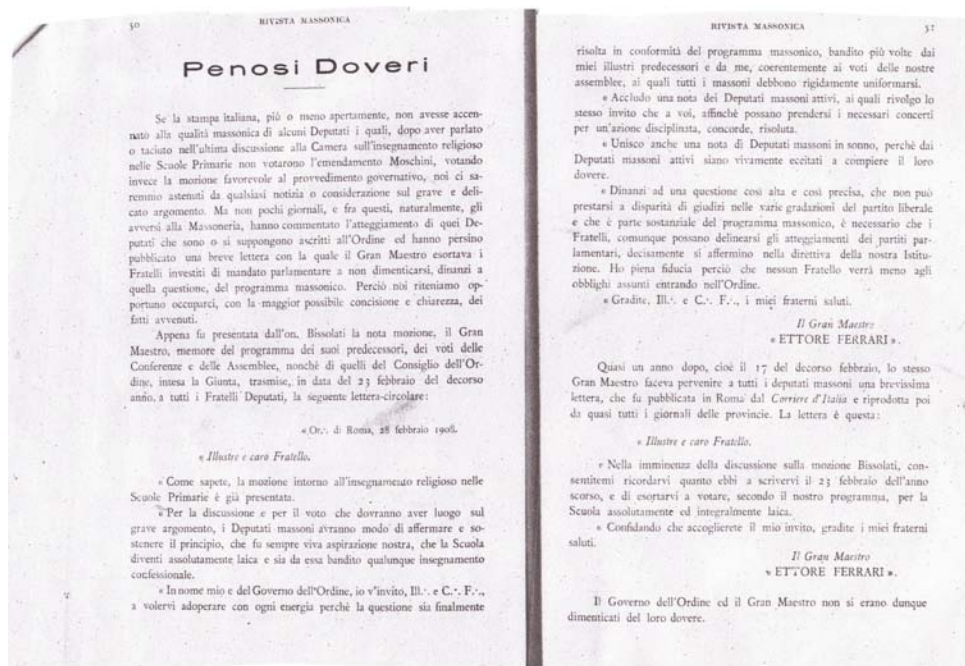 50
RIVISTA MASSONICA
Penosi Doveri
Se la stampa italiana, più o meno apertamente, non avesse accen-
nato alla qualità massonica di alcuni Deputati i quali, dopo aver parlato
o taciuto nell'ultima discussione alla Camera sull'insegnamento religioso
nelle Scuole Primarie non votarono l'emendamento Moschini, votando
invece la mozione favorevole al provvedimento governativo, noi ci sa-
remmo astenuti da qualsiasi notizia o considerazione sul grave e deli-
cato argomento. Ma non pochi giornali, e fra questi, naturalmente, gli
avversi alla Massoneria, hanno commentato l'atteggiamento di quei De-
putati che sono o si suppongono ascritti all'Ordine ed hanno persino
pubblicato una breve lettera con la quale il Gran Maestro esortava i
Fratelli investiti di mandato parlamentare a non dimenticarsi, dinanzi a
quella questione, del programma massonico. Perciò noi riteniamo op-
portuno occuparci, con la maggior possibile concisione e chiarezza, dei
fatti avvenuti.
Appena fu presentata dall'on. Bissolati la nota mozione, il Gran
Maestro, memore del programma dei suoi predecessori, dei voti delle
Conferenze e delle Assemblee, nonchè di quelli del Consiglio dell'Or-
dine, intesa la Giunta, trasmise, in data del 23 febbraio del decorso
anno, a tutti i Fratelli Deputati, la seguente lettera-circolare:
« Or∴ di Roma, 28 febbraio 1908.
« Illustre e caro Fratello.
« Come sapete, la mozione intorno all'insegnamento religioso nelle
Scuole Primarie è già presentata.
« Per la discussione e per il voto che dovranno aver luogo sul
grave argomento, i Deputati massoni avranno modo di affermare e so-
stenere il principio, che fu sempre viva aspirazione nostra, che la Scuola
diventi assolutamente laica e sia da essa bandito qualunque insegnamento
confessionale.
« In nome mio e del Governo dell'Ordine, io v'invito, Ill∴ e C∴ F∴,
a volervi adoperare con ogni energia perchè la questione sia finalmente
RIVISTA MASSONICA
51
risolta in conformità del programma massonico, bandito più volte dai
miei illustri predecessori e da me, coerentemente ai voti delle nostre
assemblee, ai quali tutti i massoni debbono rigidamente uniformarsi.
« Accludo una nota dei Deputati massoni attivi, ai quali rivolgo lo
stesso invito che a voi, affinchè possano prendersi i necessari concerti
per un'azione disciplinata, concorde, risoluta.
« Unisco anche una nota di Deputati massoni in sonno, perchè dai
Deputati massoni attivi siano vivamente eccitati a compiere il loro
dovere.
« Dinanzi ad una questione così alta e così precisa, che non può
prestarsi a disparità di giudizi nelle varie gradazioni del partito liberale
e che è parte sostanziale del programma massonico, è necessario che i
Fratelli, comunque possano delinearsi gli atteggiamenti dei partiti par-
lamentari, decisamente si affermino nella direttiva della nostra Istitu-
zione. Ho piena fiducia perciò che nessun Fratello verrà meno agli
obblighi assunti entrando nell'Ordine.
« Gradite, Ill∴ e C∴ F∴, i miei fraterni saluti.
Il Gran Maestro
« ETTORE FERRARI ».
Quasi un anno dopo, cioè il 17 del decorso febbraio, lo stesso
Gran Maestro faceva pervenire a tutti i deputati massoni una brevissima
lettera, che fu pubblicata in Roma dal Corriere d'Italia e riprodotta poi
da quasi tutti i giornali delle provincie. La lettera è questa:
« Illustre e caro Fratello.
« Nella imminenza della discussione sulla mozione Bissolati, con-
sentitemi ricordarvi quanto ebbi a scrivervi il 23 febbraio dell'anno
scorso, e di esortarvi a votare, secondo il nostro programma, per la
Scuola assolutamente ed integralmente laica.
« Confidando che accoglierete il mio invito, gradite i miei fraterni
saluti.
Il Gran Maestro
« ETTORE FERRARI ».
Il Governo dell'Ordine ed il Gran Maestro non si erano dunque
dimenticati del loro dovere.